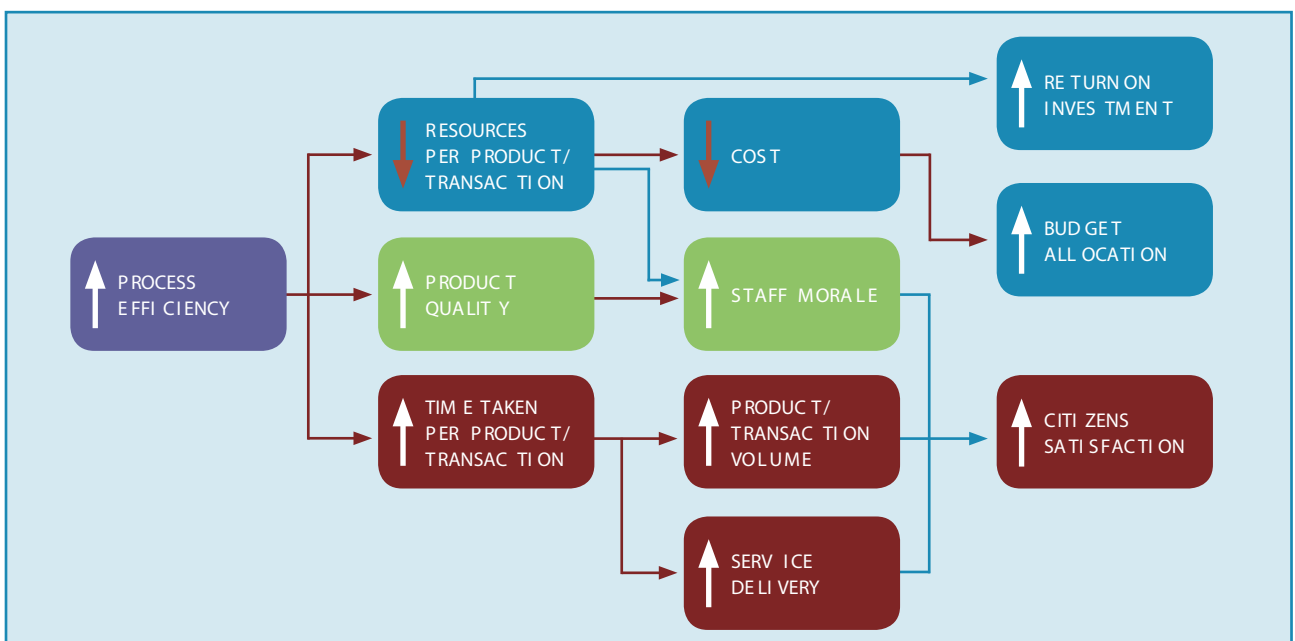 RETURN ON
INVESTMENT
RESOURCES
PER PRODUCT/
TRANSACTION
COST
BUDGET
ALLOCATION
PROCESS
EFFICIENCY
PRODUCT
QUALITY
STAFF MORALE
TIME TAKEN
PER PRODUCT/
TRANSACTION
PRODUCT/
TRANSACTION
VOLUME
CITIZENS
SATISFACTION
SERVICE
DELIVERY